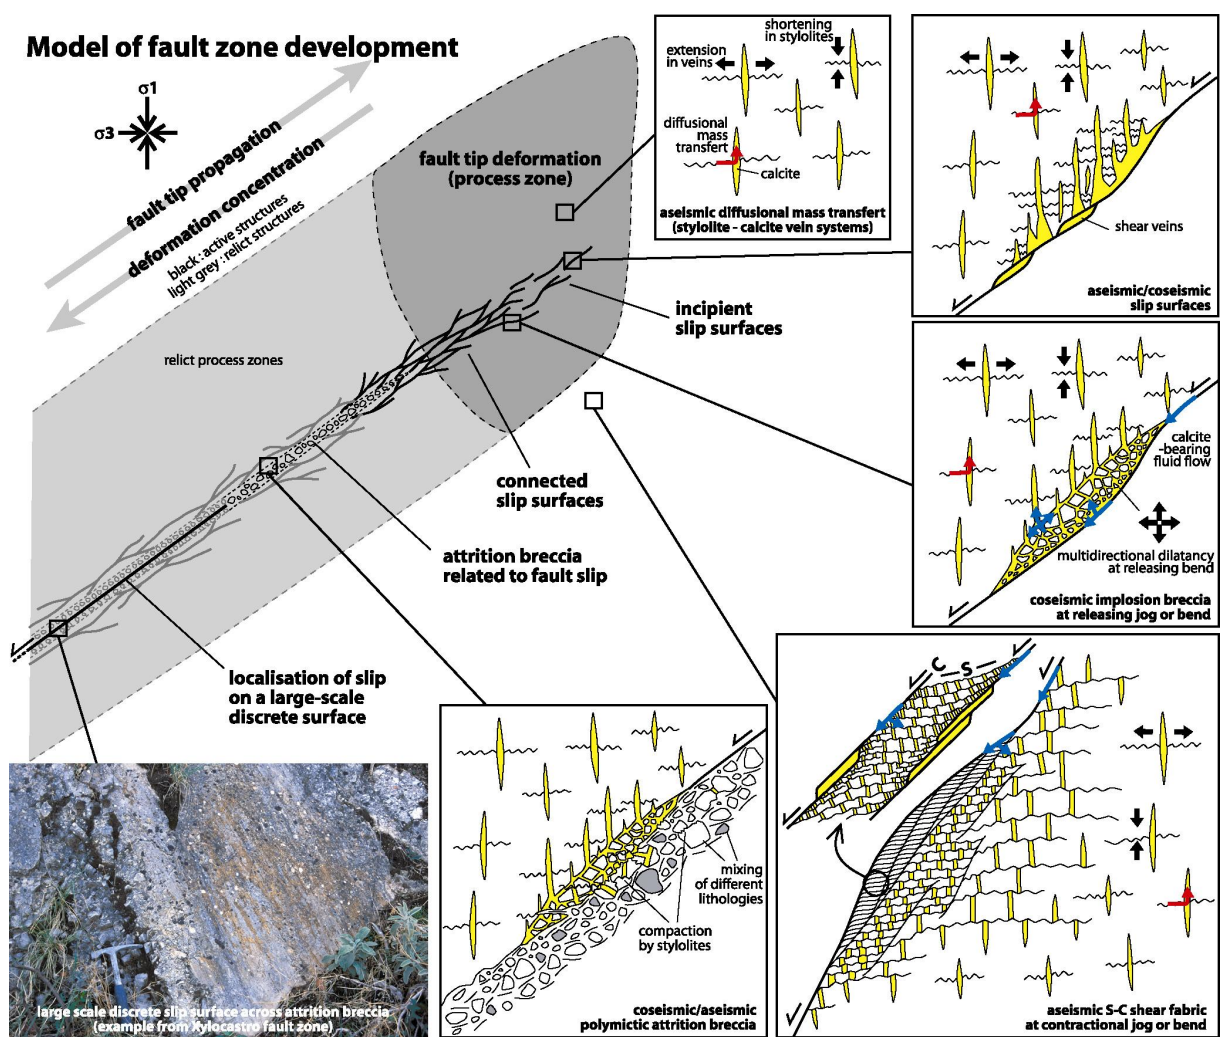 Model of fault zone development
σ1
σ3
fault tip propagation
deformation concentration
black : active structures
light grey : relict structures
fault tip deformation
(process zone)
relict process zones
incipient
slip surfaces
connected
slip surfaces
attrition breccia
related to fault slip
localisation of slip
on a large-scale
discrete surface
shortening
in stylolites
extension
in veins
diffusional
mass
transfert
calcite
aseismic diffusional mass transfert
(stylolite - calcite vein systems)
shear veins
aseismic/coseismic
slip surfaces
calcite
-bearing
fluid flow
multidirectional dilatancy
at releasing bend
coseismic implosion breccia
at releasing jog or bend
C
S
aseismic S-C shear fabric
at contractional jog or bend
mixing
of different
lithologies
compaction
by stylolites
coseismic/aseismic
polymictic attrition breccia
large scale discrete slip surface across attrition breccia
(example from Xylocastro fault zone)